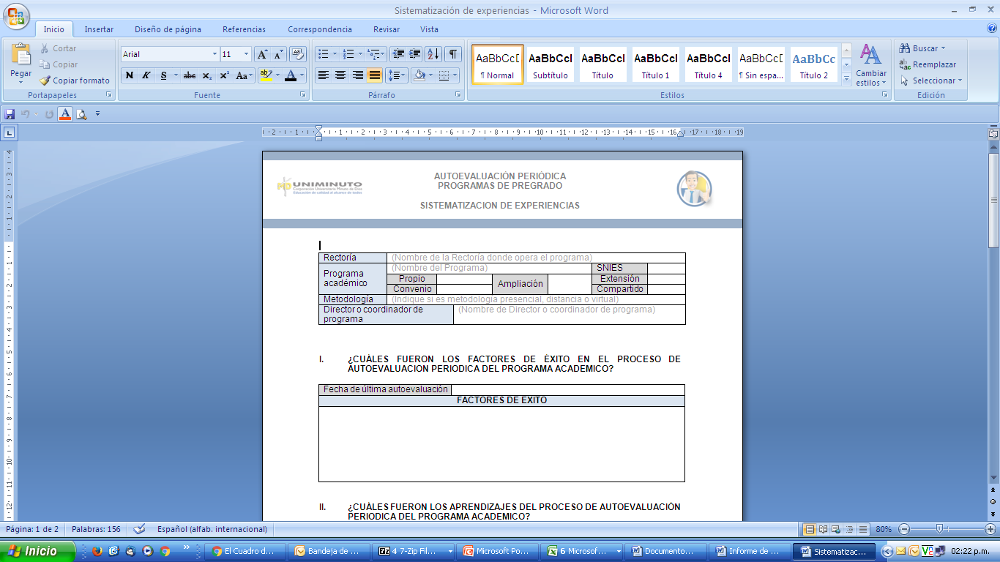 Sistematización de experiencias - Microsoft Word
Inicio Insertar Diseño de página Referencias Correspondencia Revisar Vista
Pegar
Cortar
Copiar
Copiar formato
Portapapeles
Arial 11
N K S abc x₂ x² Aa ab A
Fuente
Párrafo
AaBbCcD AaBbCcI AaBbCcI AaBbCcI AaBbCcI AaBbCcD AaBbCc
¶ Normal Subtítulo Título Título 1 Título 4 ¶ Sin espa... Título 2
Cambiar estilos
Estilos
Buscar
Reemplazar
Seleccionar
Edición
2 1 1 2 3 4 5 6 7 8 9 10 11 12 13 14 15 16 17 18 19
UNIMINUTO
Corporación Universitaria Minuto de Dios
Educación de calidad al alcance de todos
AUTOEVALUACIÓN PERIÓDICA
PROGRAMAS DE PREGRADO
SISTEMATIZACION DE EXPERIENCIAS
Rectoría (Nombre de la Rectoría donde opera el programa)
Programa académico (Nombre del Programa) SNIES
Propio Ampliación Extensión
Convenio Compartido
Metodología (Indique si es metodología presencial, distancia o virtual)
Director o coordinador de programa (Nombre de Director o coordinador de programa)
I. ¿CUÁLES FUERON LOS FACTORES DE ÉXITO EN EL PROCESO DE
AUTOEVALUACION PERIODICA DEL PROGRAMA ACADEMICO?
Fecha de última autoevaluación
FACTORES DE EXITO
II. ¿CUÁLES FUERON LOS APRENDIZAJES DEL PROCESO DE AUTOEVALUACIÓN
PERIODICA DEL PROGRAMA ACADEMICO?
Página: 1 de 2 Palabras: 156 Español (alfab. internacional) 80%
Inicio El Cuadro d... Bandeja de ... 4 7-Zip Fil... Microsoft Po... 6 Microsof... Documento... Informe de ... Sistematizac... 02:22 p.m.